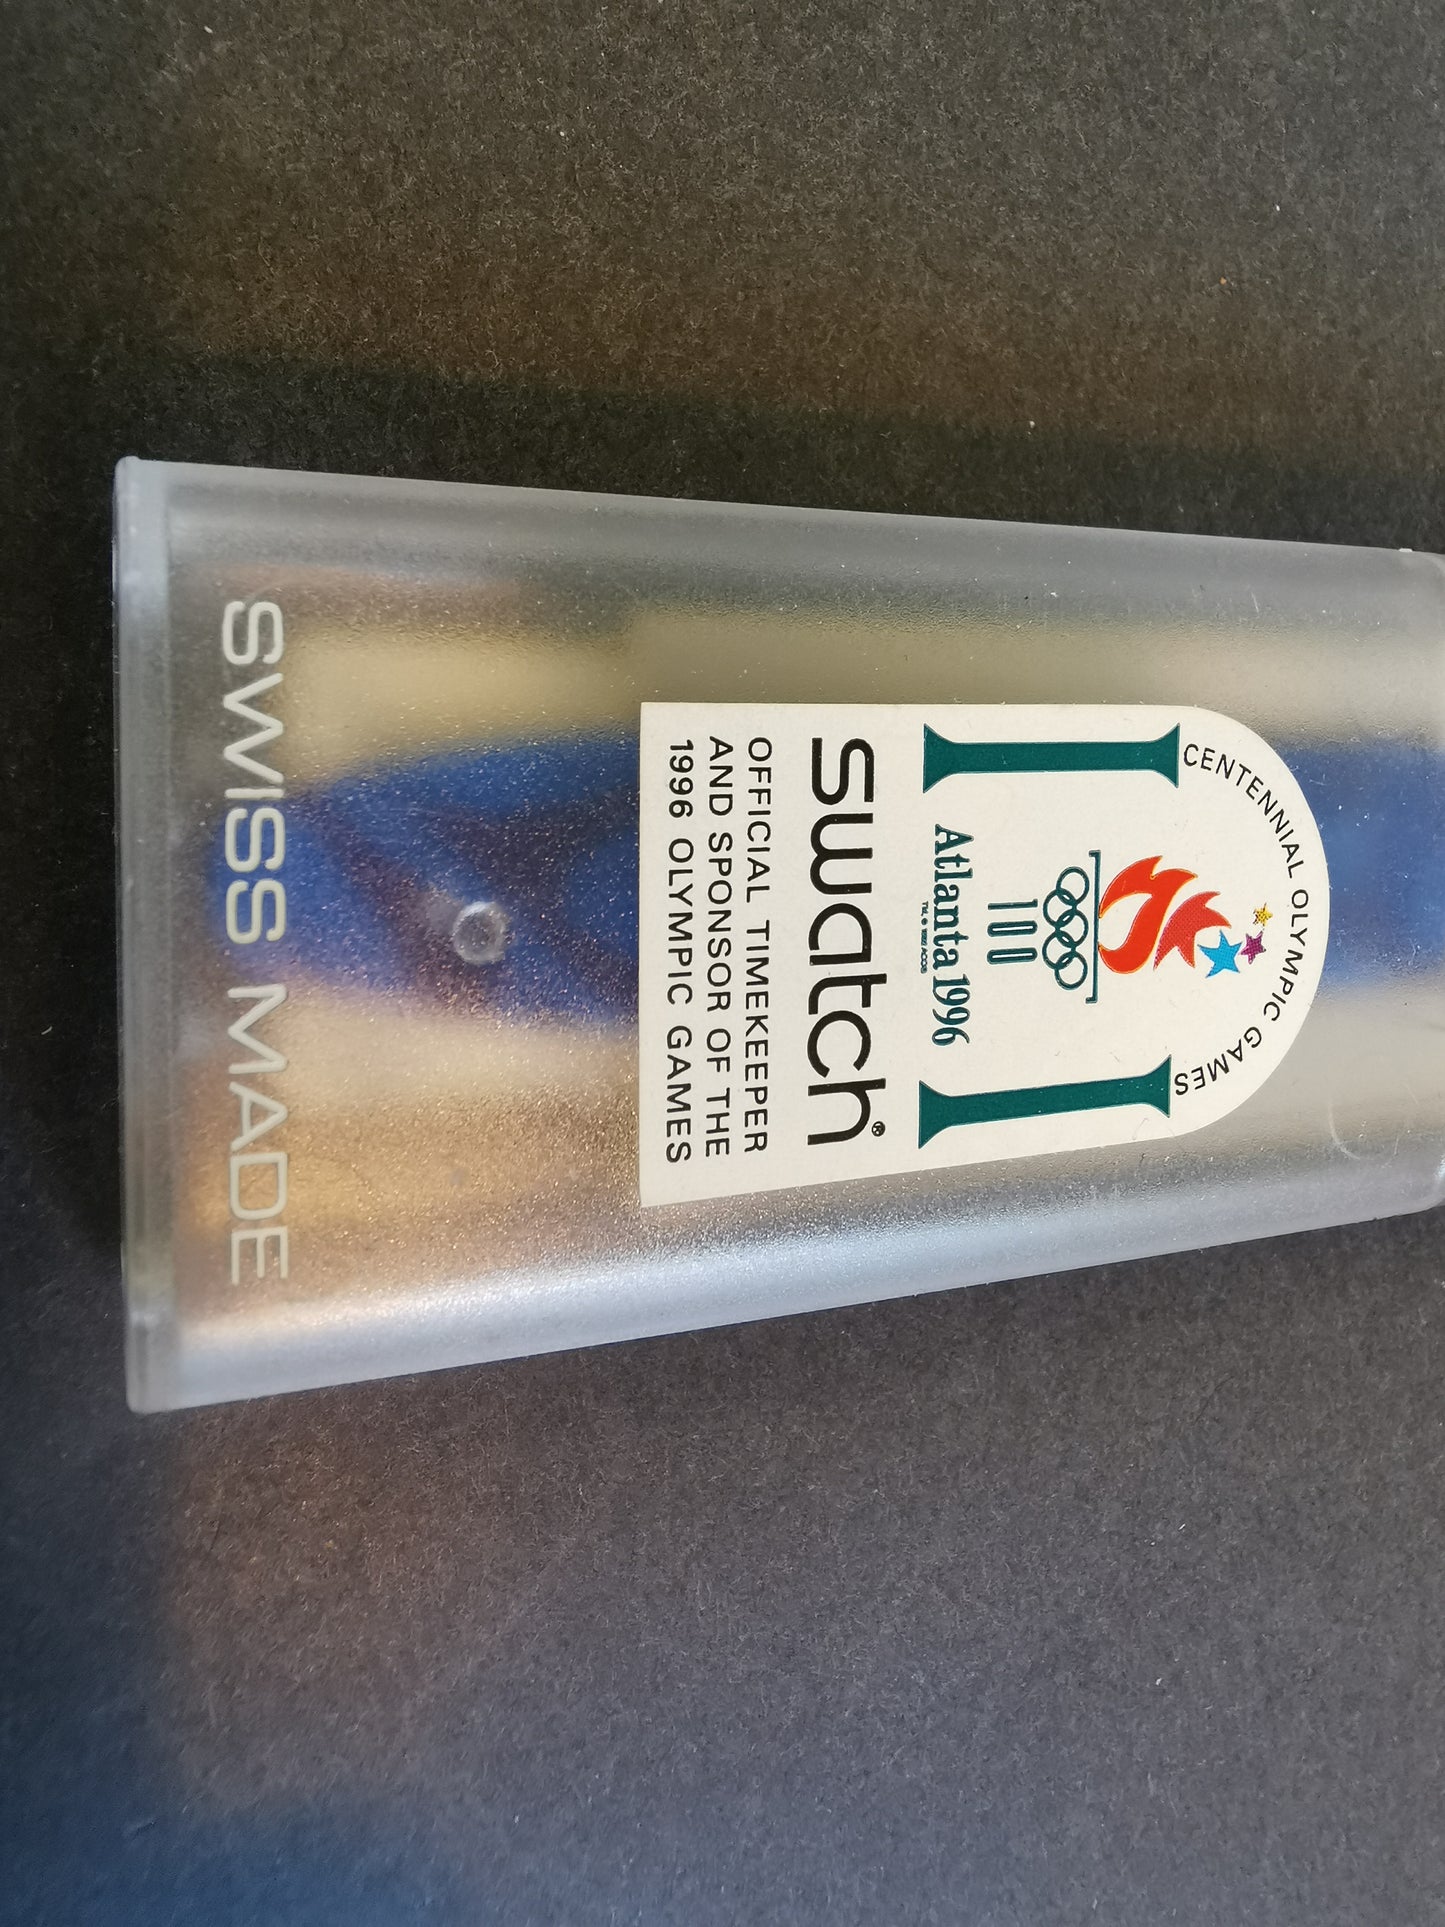 CENTENNIAL OLYMPIC GAMES
100
Atlanta 1996
swatch®
OFFICIAL TIMEKEEPER
AND SPONSOR OF THE
1996 OLYMPIC GAMES
SWISS MADE